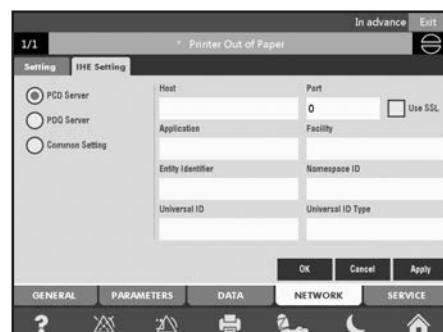 In advance Exit
1/1 * Printer Out of Paper
Setting IHE Setting
PCD Server
PDQ Server
Common Setting
Host Port
0 Use SSL
Application Facility
Entity Identifier Namespace ID
Universal ID Universal ID Type
OK Cancel Apply
GENERAL PARAMETERS DATA NETWORK SERVICE
?